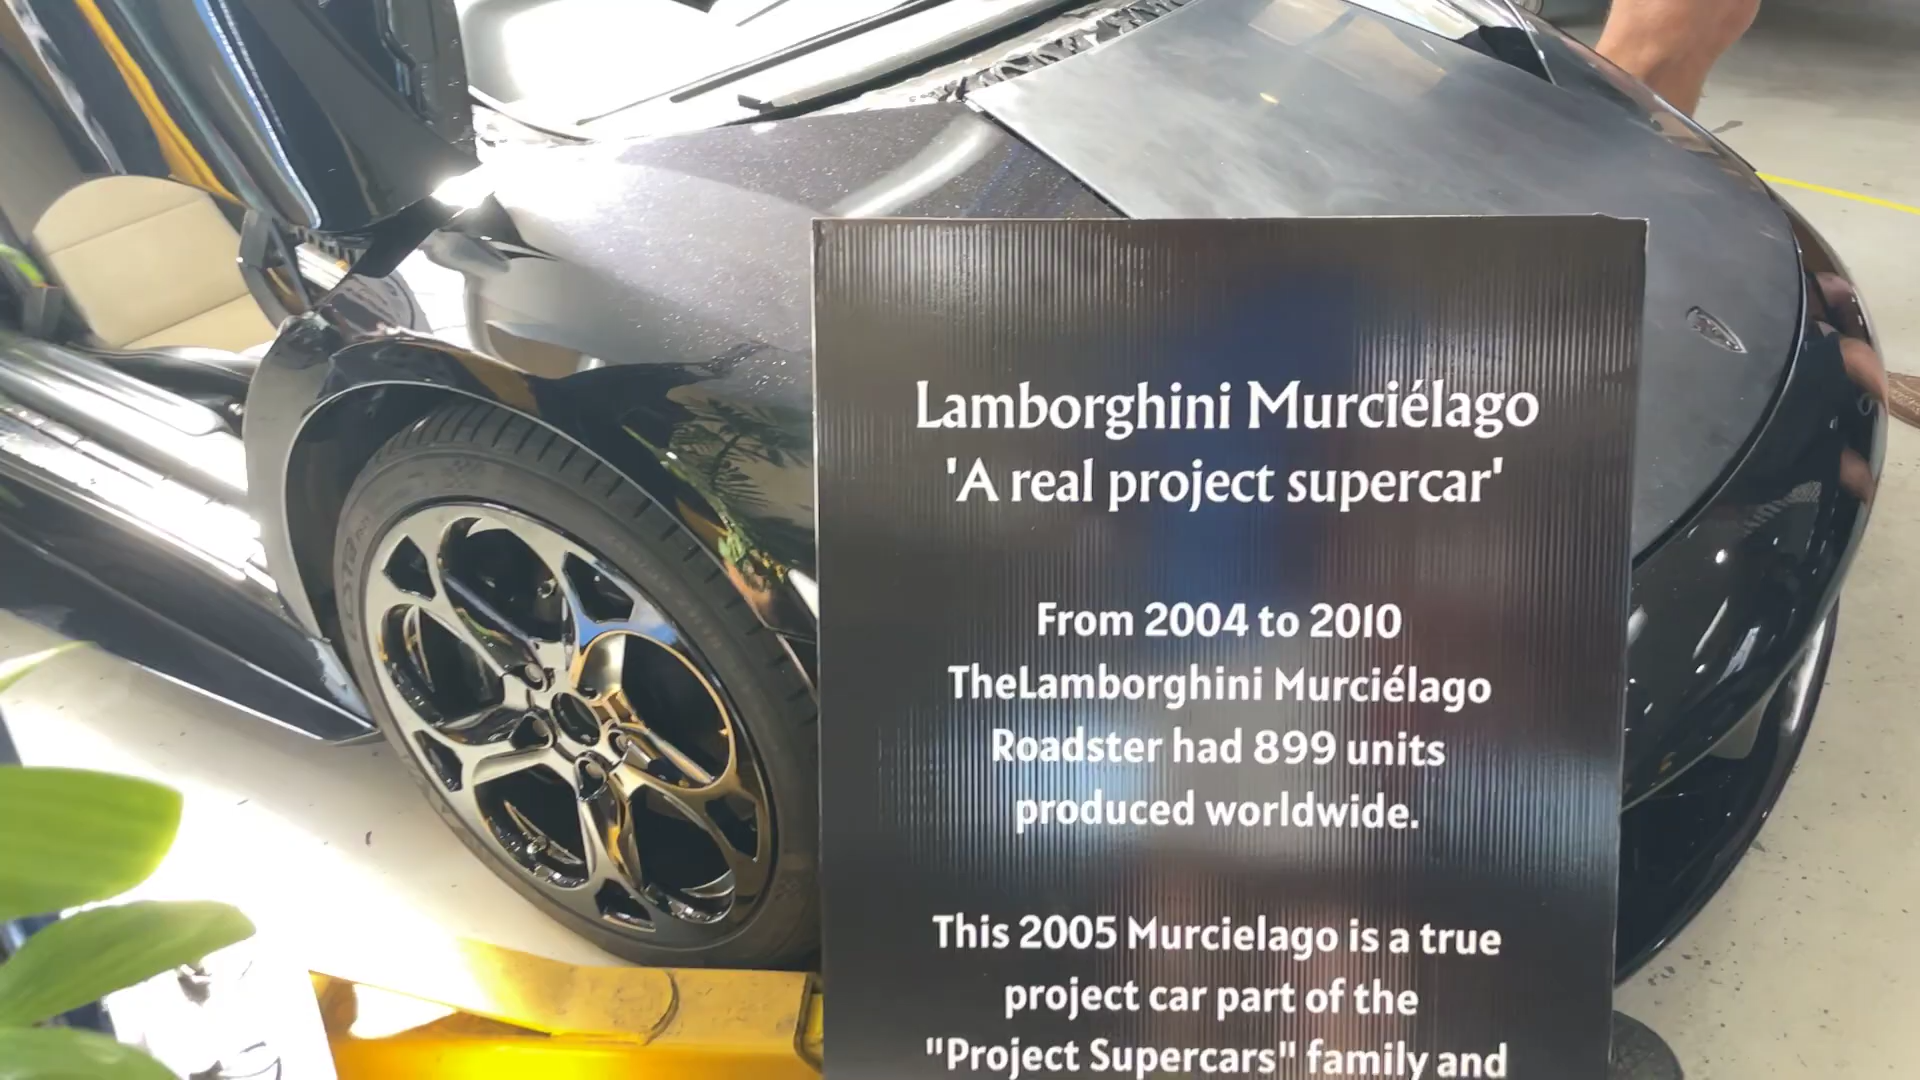 Lamborghini Murciélago
'A real project supercar'
From 2004 to 2010
TheLamborghini Murciélago
Roadster had 899 units
produced worldwide.
This 2005 Murcielago is a true
project car part of the
"Project Supercars" family and